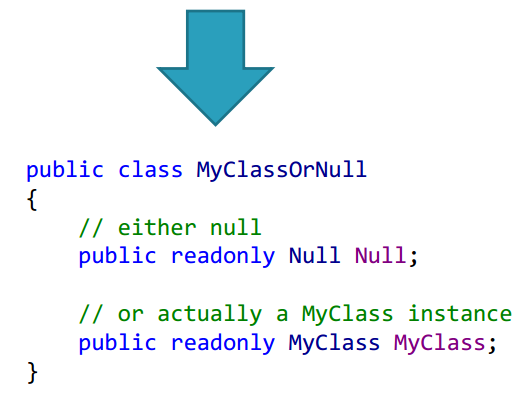 public class MyClassOrNull
{
    // either null
    public readonly Null Null;

    // or actually a MyClass instance
    public readonly MyClass MyClass;
}